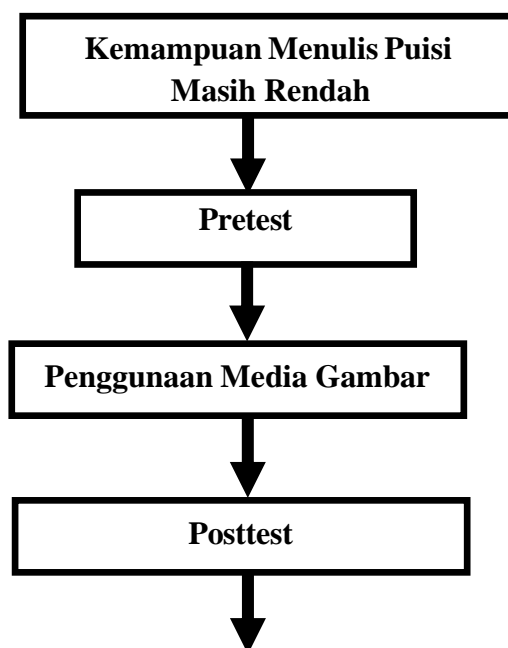 Kemampuan Menulis Puisi
Masih Rendah
Pretest
Penggunaan Media Gambar
Posttest